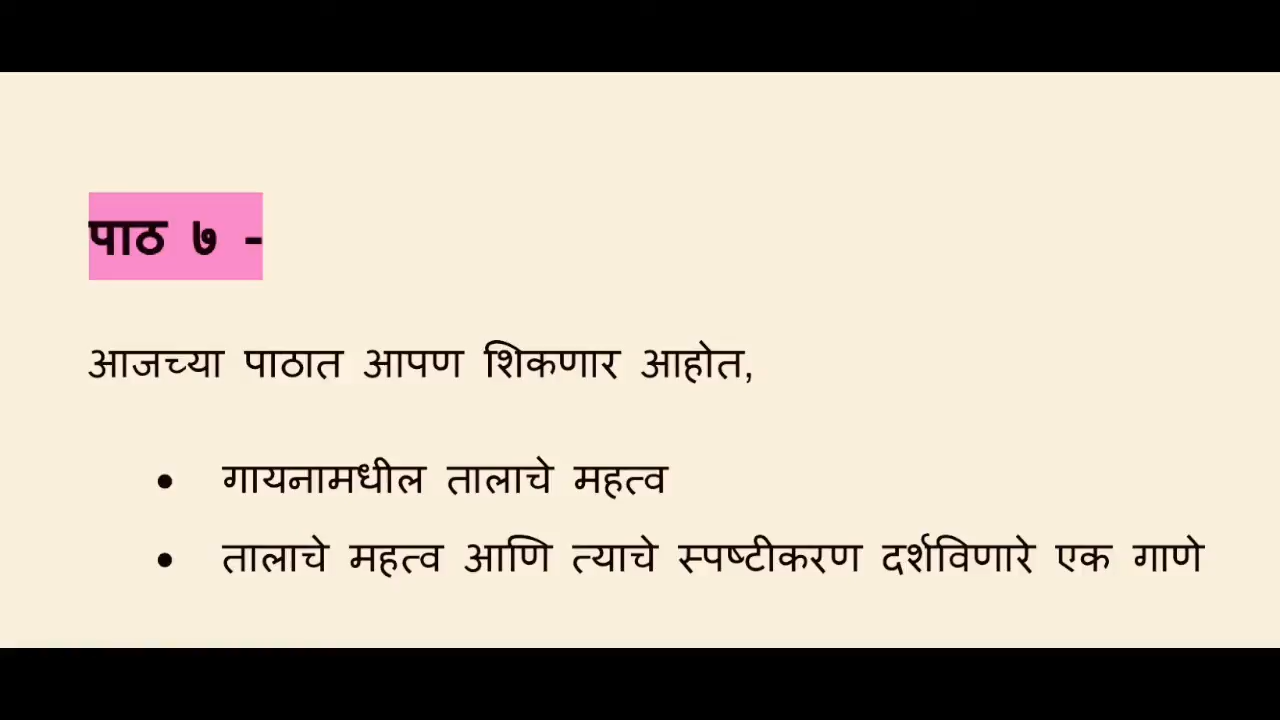 पाठ ७ -
आजच्या पाठात आपण शिकणार आहोत,
• गायनामधील तालाचे महत्व
• तालाचे महत्व आणि त्याचे स्पष्टीकरण दर्शविणारे एक गाणे